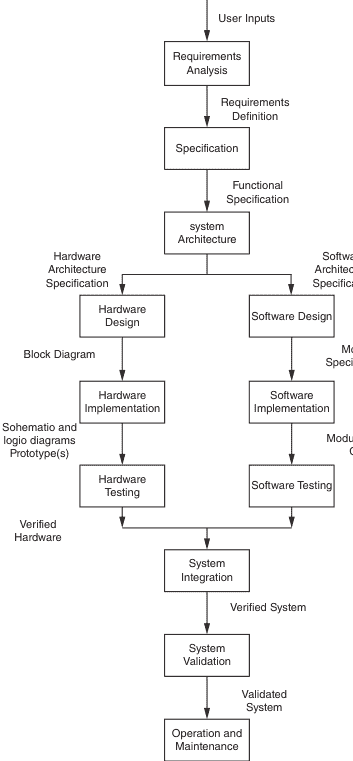 User Inputs
Requirements
Analysis
Requirements
Definition
Specification
Functional
Specification
system
Architecture
Hardware
Architecture
Specification
Hardware
Design
Software Design
Block Diagram
Hardware
Implementation
Software
Implementation
Sohematio and
logio diagrams
Prototype(s)
Hardware
Testing
Software Testing
Verified
Hardware
System
Integration
Verified System
System
Validation
Validated
System
Operation and
Maintenance